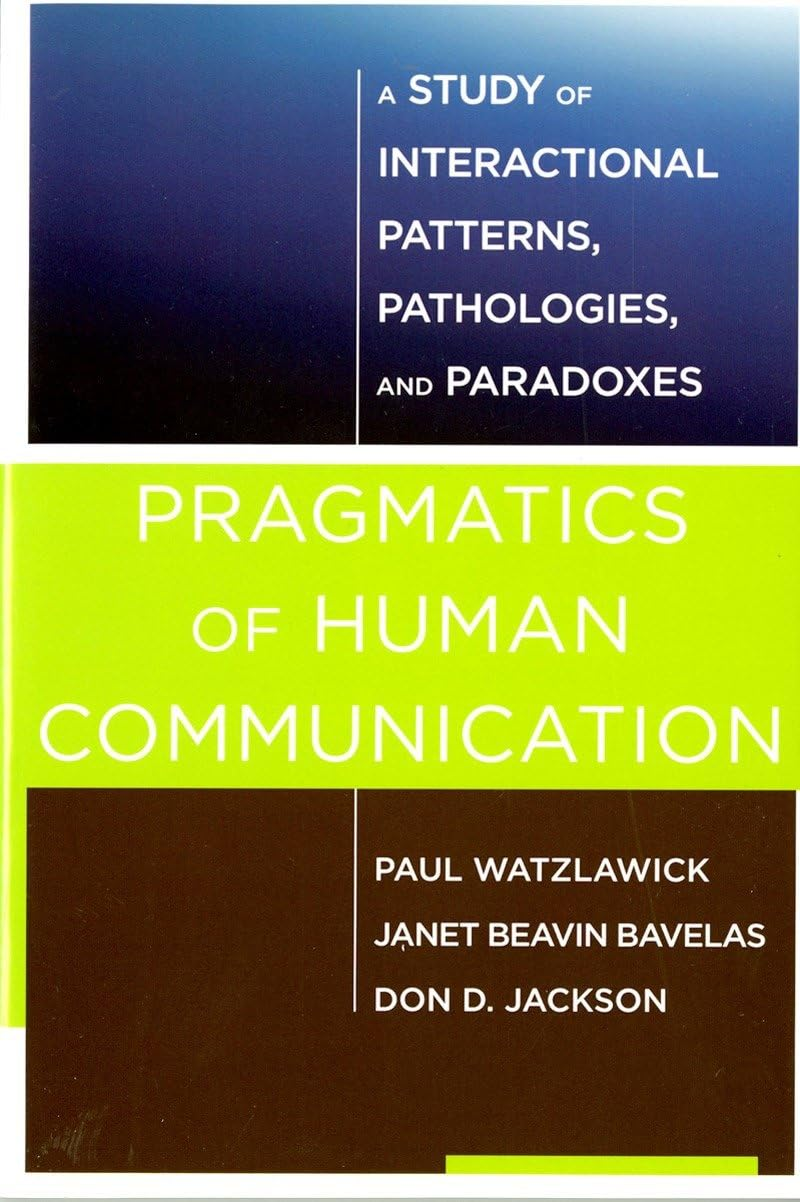 A STUDY OF
INTERACTIONAL
PATTERNS,
PATHOLOGIES,
AND PARADOXES
PRAGMATICS
OF HUMAN
COMMUNICATION
PAUL WATZLAWICK
JANET BEAVIN BAVELAS
DON D. JACKSON